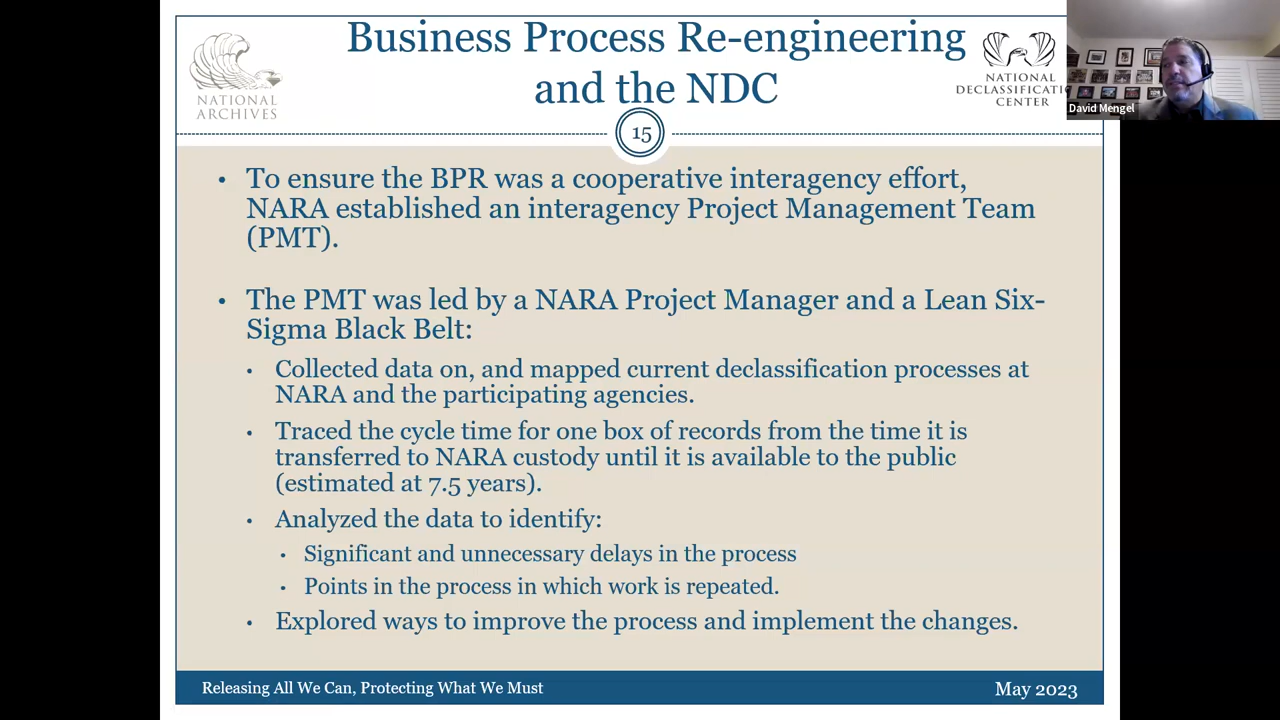 Business Process Re-engineering
and the NDC
NATIONAL
ARCHIVES
NATIONAL
DECLASSIFICATI
CENTER
David Mengel
15
• To ensure the BPR was a cooperative interagency effort,
NARA established an interagency Project Management Team
(PMT).
• The PMT was led by a NARA Project Manager and a Lean Six-
Sigma Black Belt:
• Collected data on, and mapped current declassification processes at
NARA and the participating agencies.
• Traced the cycle time for one box of records from the time it is
transferred to NARA custody until it is available to the public
(estimated at 7.5 years).
• Analyzed the data to identify:
• Significant and unnecessary delays in the process
• Points in the process in which work is repeated.
• Explored ways to improve the process and implement the changes.
Releasing All We Can, Protecting What We Must
May 2023